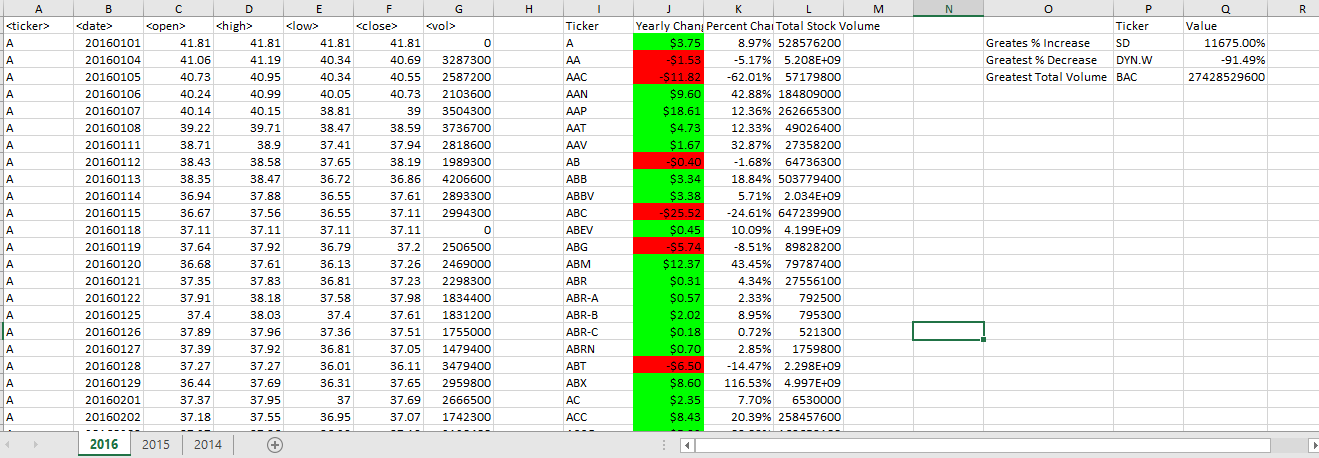 A B C D E F G H I J K L M N O P Q R
<ticker> <date> <open> <high> <low> <close> <vol> Ticker Yearly Chang Percent Chan Total Stock Volume Ticker Value
A 20160101 41.81 41.81 41.81 41.81 0 A $3.75 8.97% 528576200 Greates % Increase SD 11675.00%
A 20160104 41.06 41.19 40.34 40.69 3287300 AA -$1.53 -5.17% 5.208E+09 Greatest % Decrease DYN.W -91.49%
A 20160105 40.73 40.95 40.34 40.55 2587200 AAC -$11.82 -62.01% 57179800 Greatest Total Volume BAC 27428529600
A 20160106 40.24 40.99 40.05 40.73 2103600 AAN $9.60 42.88% 184809000
A 20160107 40.14 40.15 38.81 39 3504300 AAP $18.61 12.36% 262665300
A 20160108 39.22 39.71 38.47 38.59 3736700 AAT $4.73 12.33% 49026400
A 20160111 38.71 38.9 37.41 37.94 2818600 AAV $1.67 32.87% 27358200
A 20160112 38.43 38.58 37.65 38.19 1989300 AB -$0.40 -1.68% 64736300
A 20160113 38.35 38.47 36.72 36.86 4206600 ABB $3.34 18.84% 503779400
A 20160114 36.94 37.88 36.55 37.61 2893300 ABBV $3.38 5.71% 2.034E+09
A 20160115 36.67 37.56 36.55 37.11 2994300 ABC -$25.52 -24.61% 647239900
A 20160118 37.11 37.11 37.11 37.11 0 ABEV $0.45 10.09% 4.199E+09
A 20160119 37.64 37.92 36.79 37.2 2506500 ABG -$5.74 -8.51% 89828200
A 20160120 36.68 37.61 36.13 37.26 2469000 ABM $12.37 43.45% 79787400
A 20160121 37.35 37.83 36.81 37.23 2298300 ABR $0.31 4.34% 27556100
A 20160122 37.91 38.18 37.58 37.98 1834400 ABR-A $0.57 2.33% 792500
A 20160125 37.4 38.03 37.4 37.61 1831200 ABR-B $2.02 8.95% 795300
A 20160126 37.89 37.96 37.36 37.51 1755000 ABR-C $0.18 0.72% 521300
A 20160127 37.39 37.92 36.81 37.05 1479400 ABRN $0.70 2.85% 1759800
A 20160128 37.27 37.27 36.01 36.11 3479400 ABT -$6.50 -14.47% 2.298E+09
A 20160129 36.44 37.69 36.31 37.65 2959800 ABX $8.60 116.53% 4.997E+09
A 20160201 37.37 37.95 37 37.69 2666500 AC $2.35 7.70% 6530000
A 20160202 37.18 37.55 36.95 37.07 1742300 ACC $8.43 20.39% 258457600
2016 2015 2014